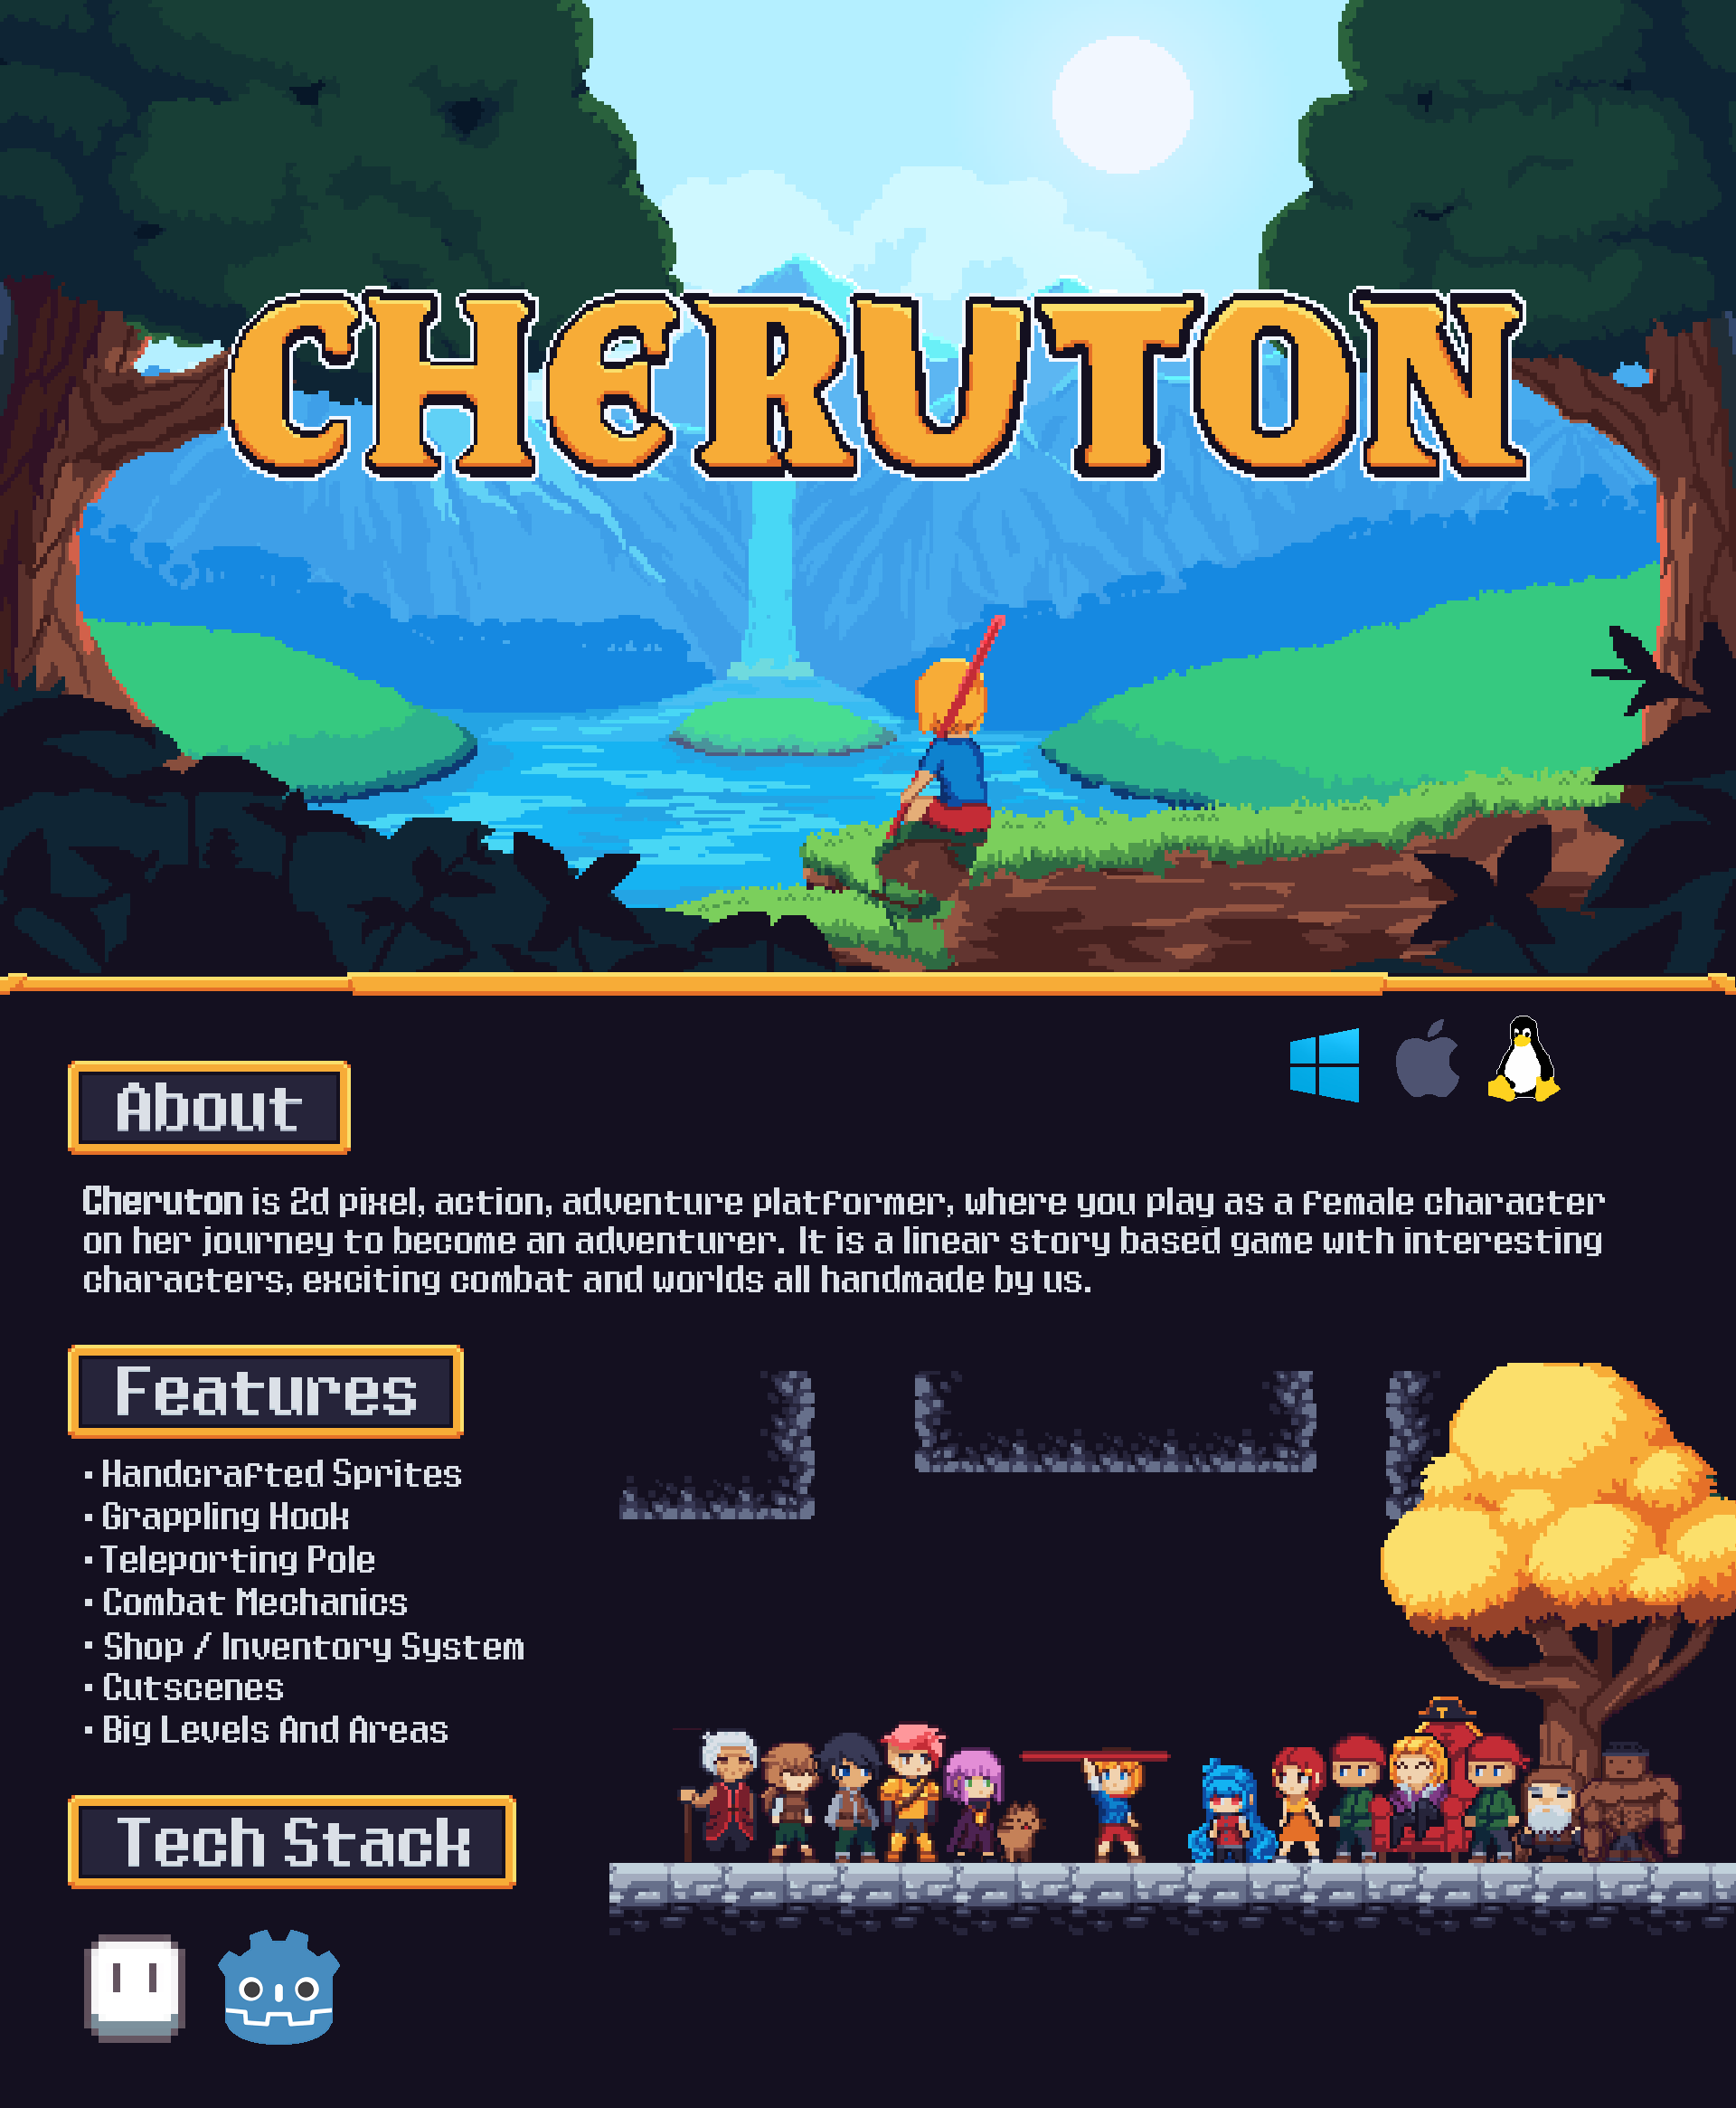 CHERUTON
About
Cheruton is 2d pixel, action, adventure platformer, where you play as a female character
on her journey to become an adventurer. It is a linear story based game with interesting
characters, exciting combat and worlds all handmade by us.
Features
· Handcrafted Sprites
· Grappling Hook
· Teleporting Pole
· Combat Mechanics
· Shop / Inventory System
· Cutscenes
· Big Levels And Areas
Tech Stack
T